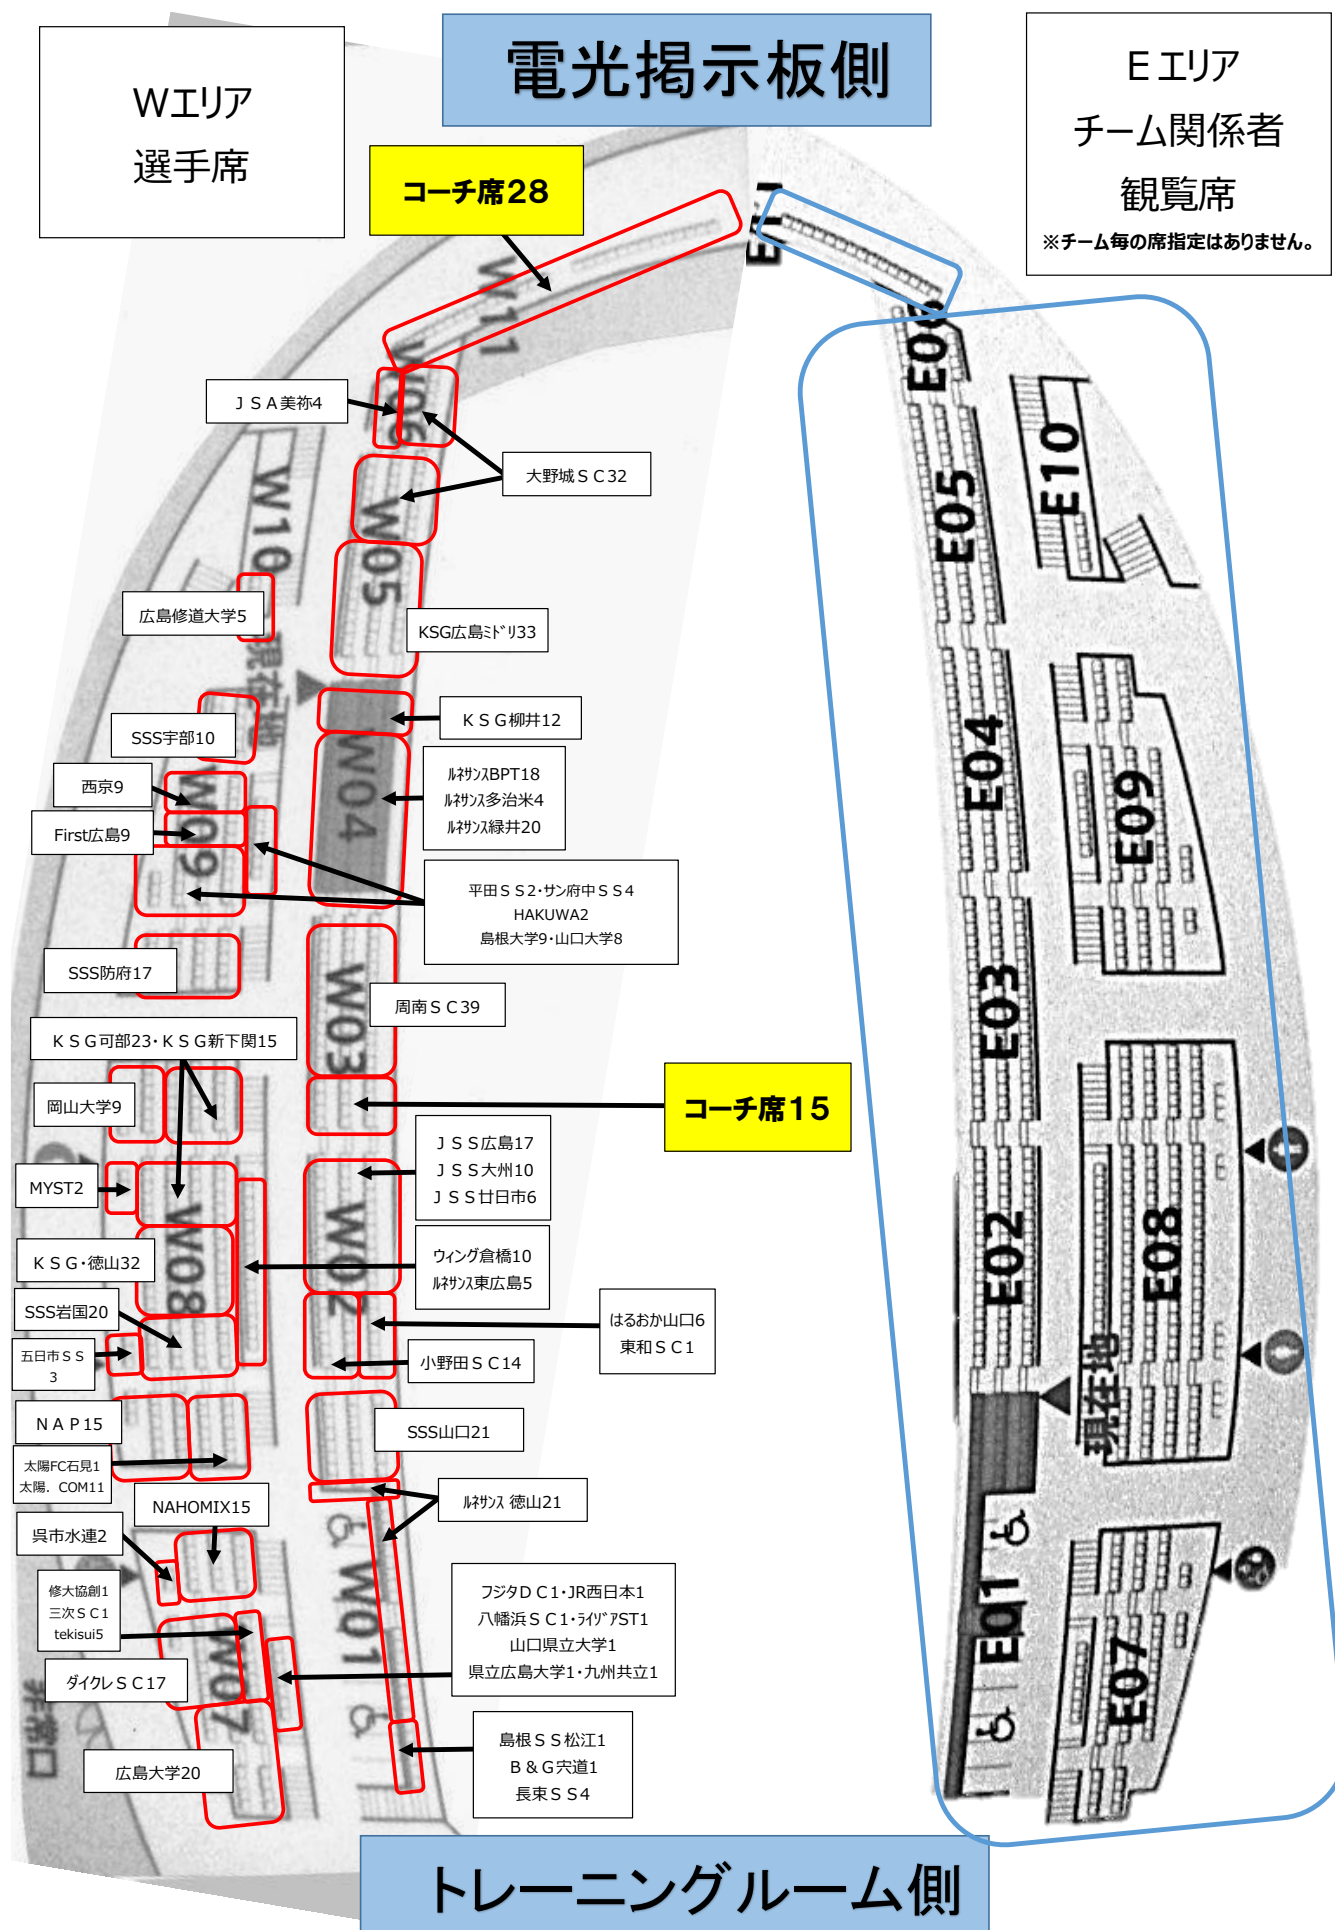 電光掲示板側
Wエリア
選手席
Eエリア
チーム関係者
観覧席
※チーム毎の席指定はありません。
コーチ席28
W11
E11
W06
E06
JSA美祢4
大野城SC32
W10
W05
E05
E10
広島修道大学5
KSG広島ﾐﾄﾞﾘ33
現在地
SSS宇部10
KSG柳井12
W04
E04
西京9
ﾙﾈｻﾝｽBPT18
ﾙﾈｻﾝｽ多治米4
ﾙﾈｻﾝｽ緑井20
W09
E09
First広島9
平田SS2・サン府中SS4
HAKUWA2
島根大学9・山口大学8
SSS防府17
W03
E03
周南SC39
KSG可部23・KSG新下関15
岡山大学9
コーチ席15
JSS広島17
JSS大州10
JSS廿日市6
MYST2
W08
W02
E02
E08
KSG・徳山32
ウィング倉橋10
ﾙﾈｻﾝｽ東広島5
SSS岩国20
はるおか山口6
東和SC1
五日市SS
3
小野田SC14
現在地
NAP15
SSS山口21
太陽FC石見1
太陽．COM11
NAHOMIX15
ﾙﾈｻﾝｽ 徳山21
呉市水連2
W01
E01
修大協創1
三次SC1
tekisui5
フジタDC1・JR西日本1
八幡浜SC1・ﾗｲｼﾞｱST1
山口県立大学1
県立広島大学1・九州共立1
W07
E07
ダイクレSC17
非常口
広島大学20
島根SS松江1
B＆G宍道1
長束SS4
トレーニングルーム側